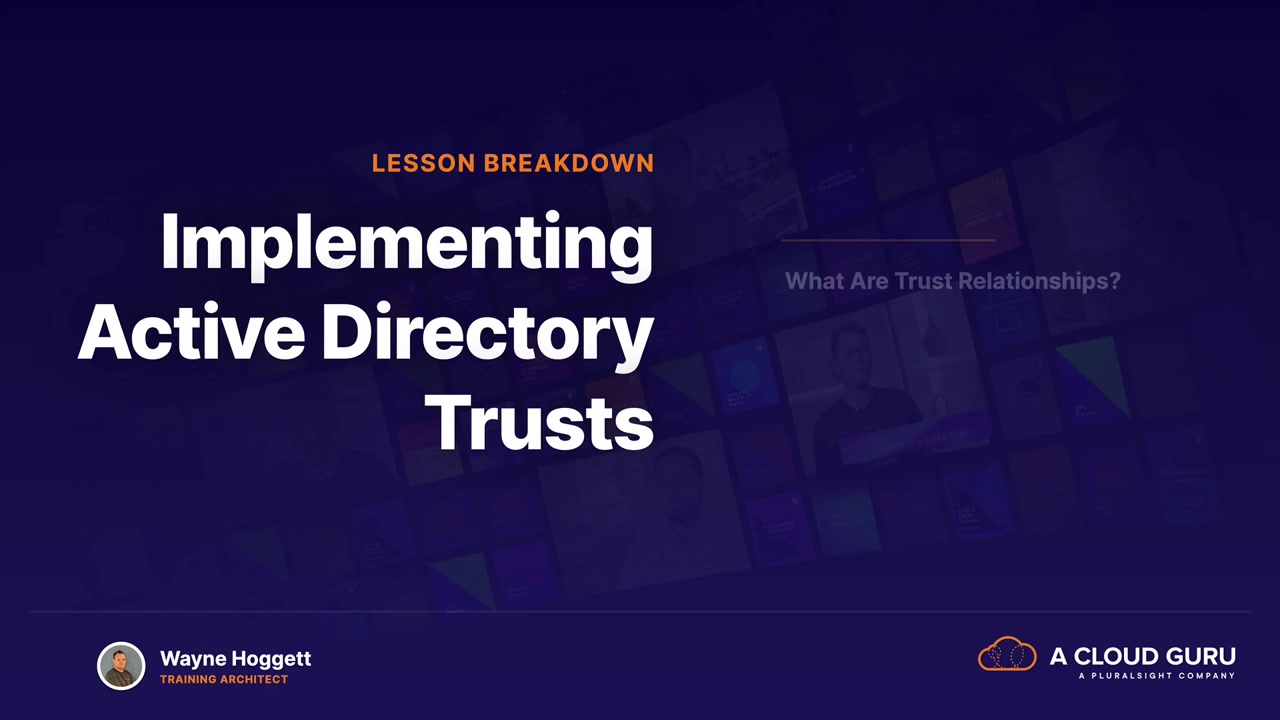 LESSON BREAKDOWN
Implementing
Active Directory
Trusts
What Are Trust Relationships?
Wayne Hoggett
TRAINING ARCHITECT
A CLOUD GURU
A PLURALSIGHT COMPANY